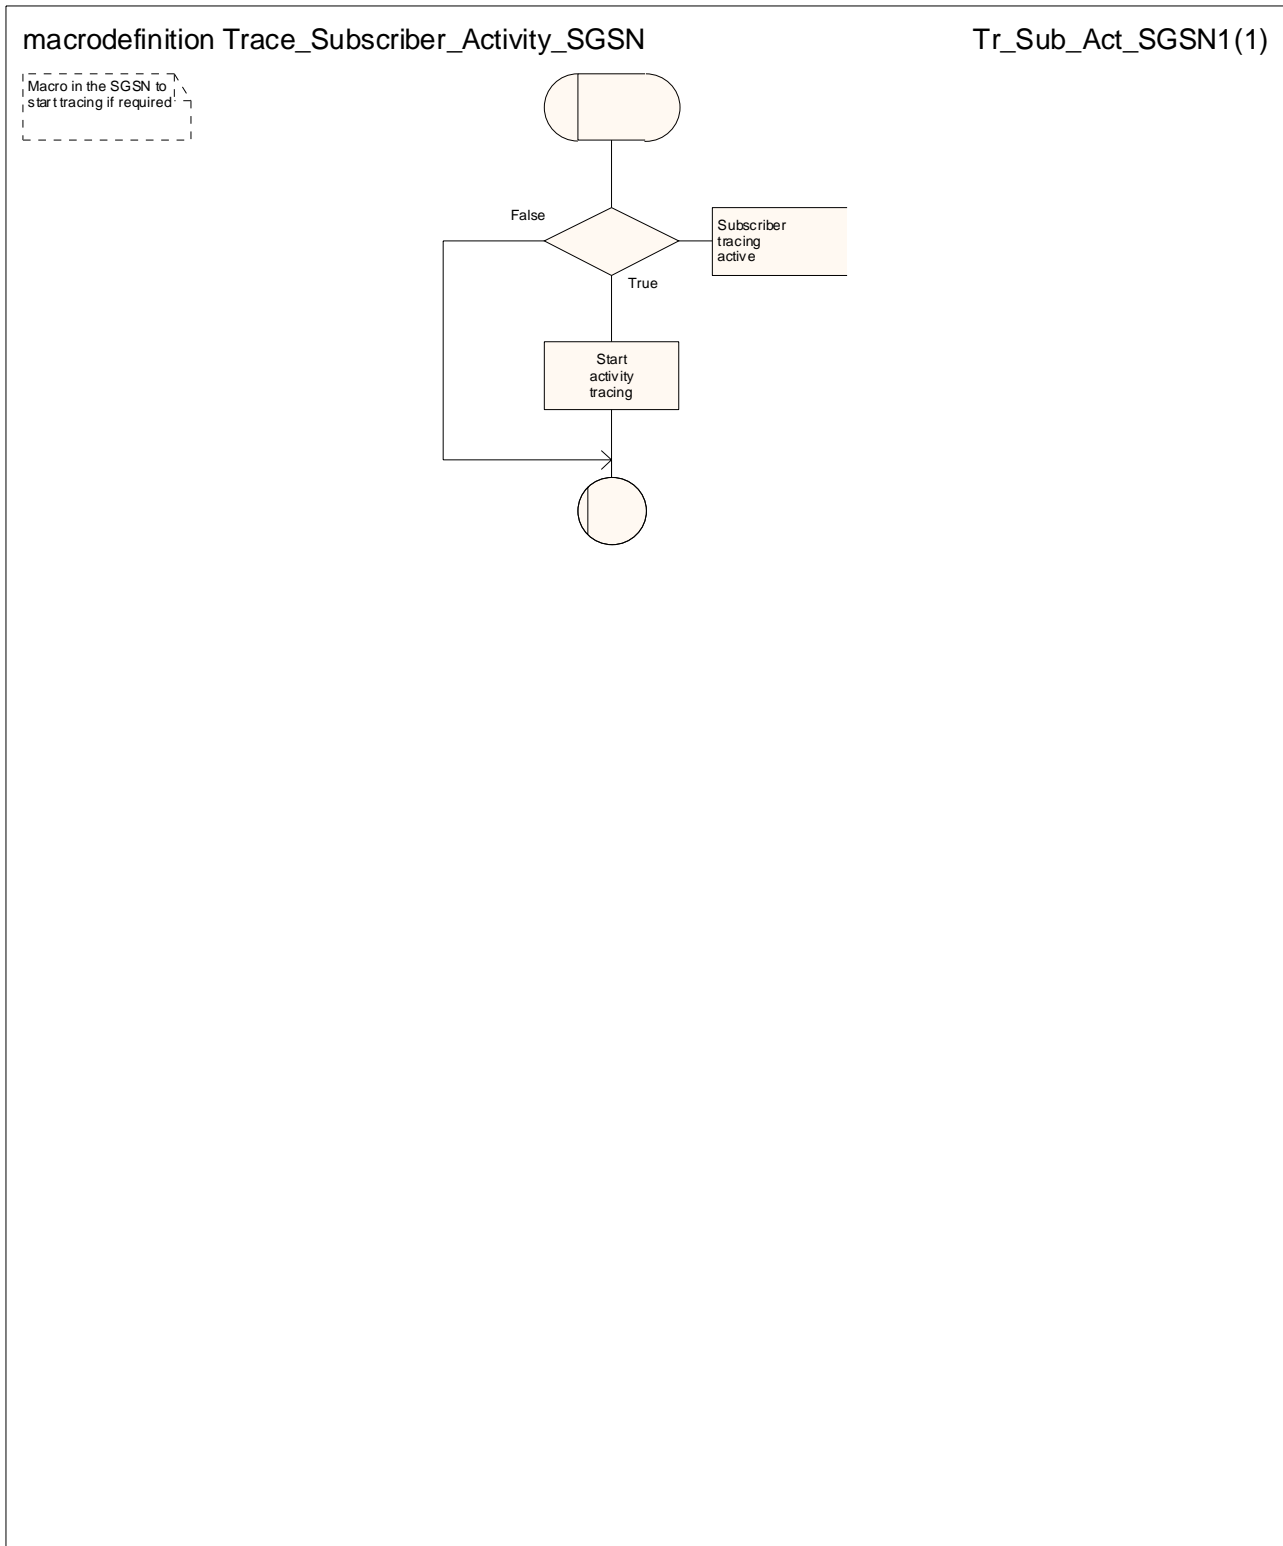 macrodefinition Trace_Subscriber_Activity_SGSN
Tr_Sub_Act_SGSN1(1)
Macro in the SGSN to
start tracing if required
False
Subscriber
tracing
active
True
Start
activity
tracing